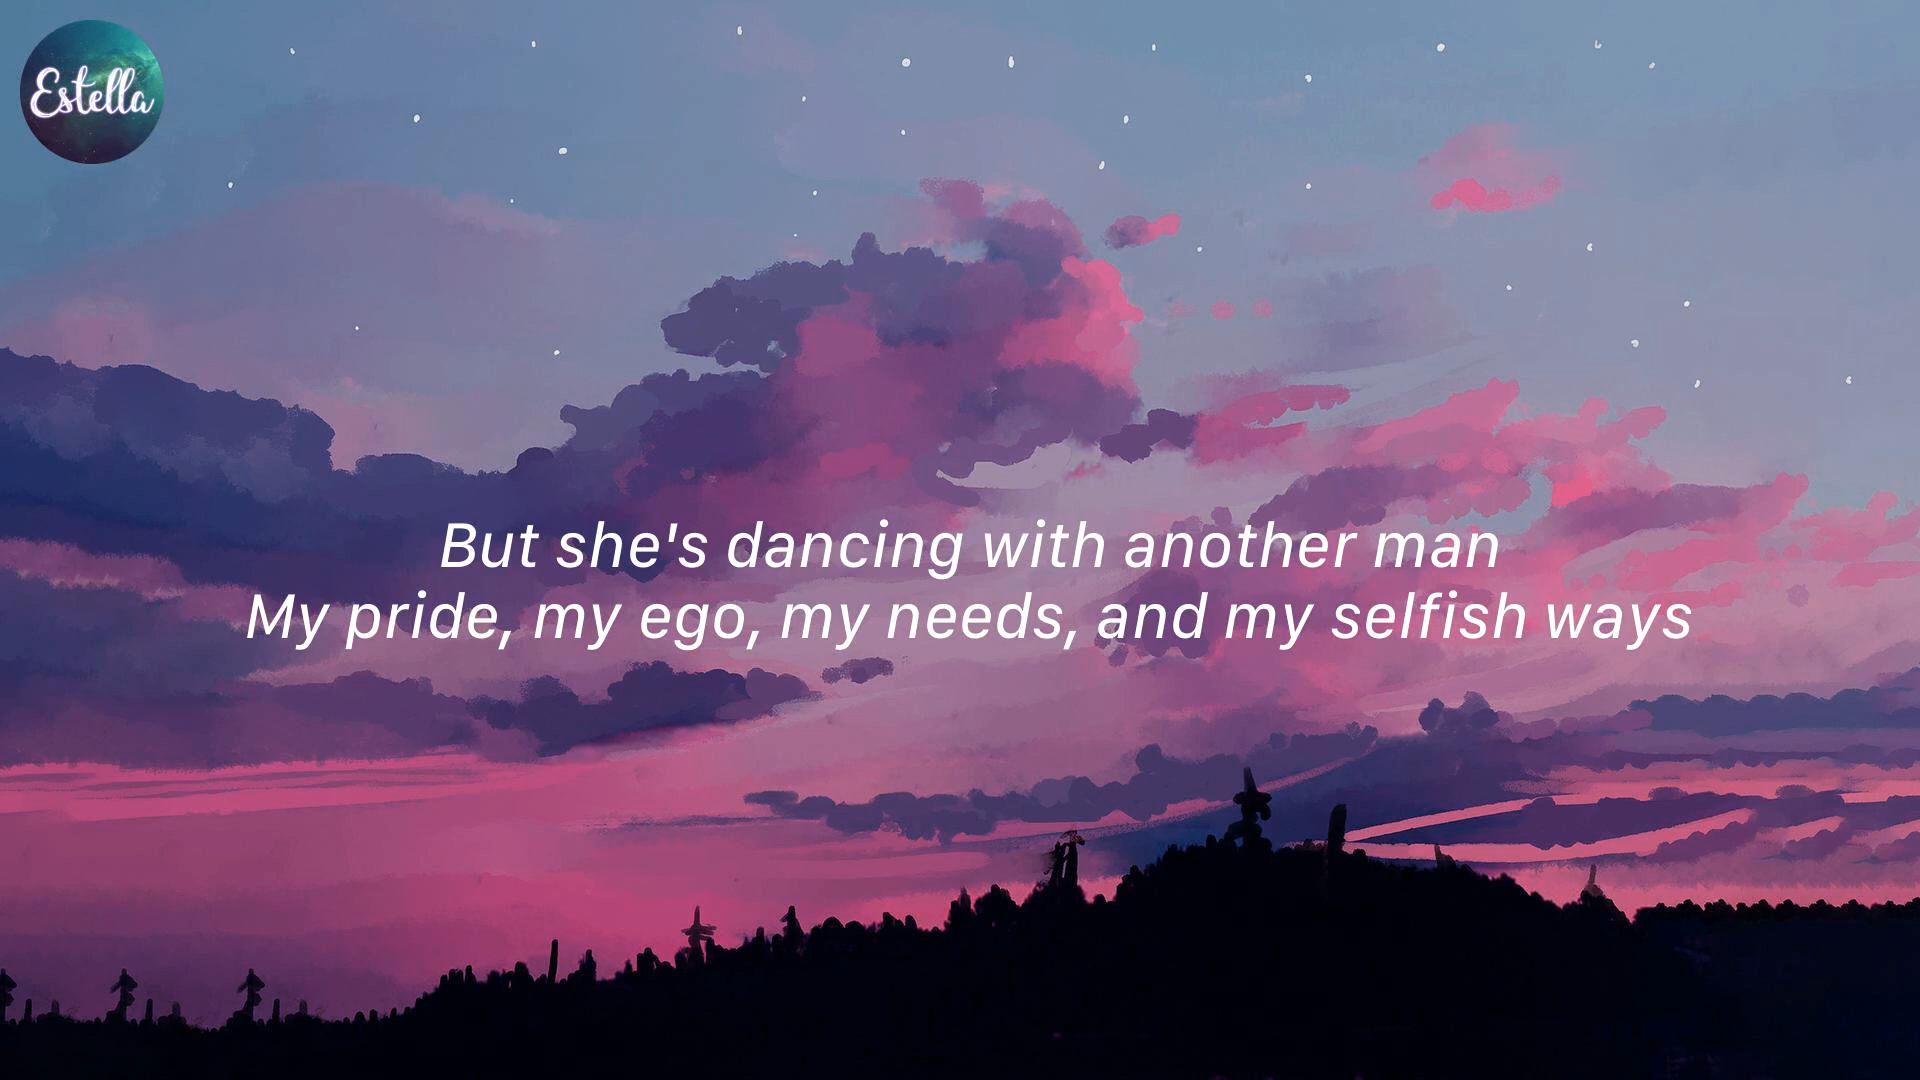 Estella
But she's dancing with another man
My pride, my ego, my needs, and my selfish ways